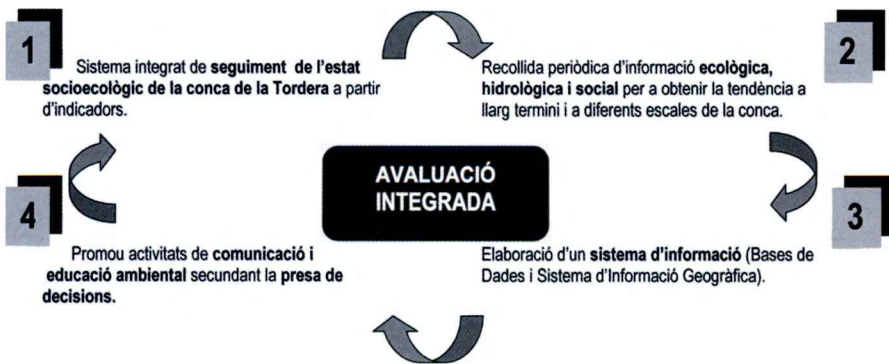 1
Sistema integrat de seguiment de l'estat
socioecològic de la conca de la Tordera a partir
d'indicadors.
2
Recollida periòdica d'informació ecològica,
hidrològica i social per a obtenir la tendència a
llarg termini i a diferents escales de la conca.
AVALUACIÓ
INTEGRADA
4
Promou activitats de comunicació i
educació ambiental secundant la presa de
decisions.
3
Elaboració d'un sistema d'informació (Bases de
Dades i Sistema d'Informació Geogràfica).